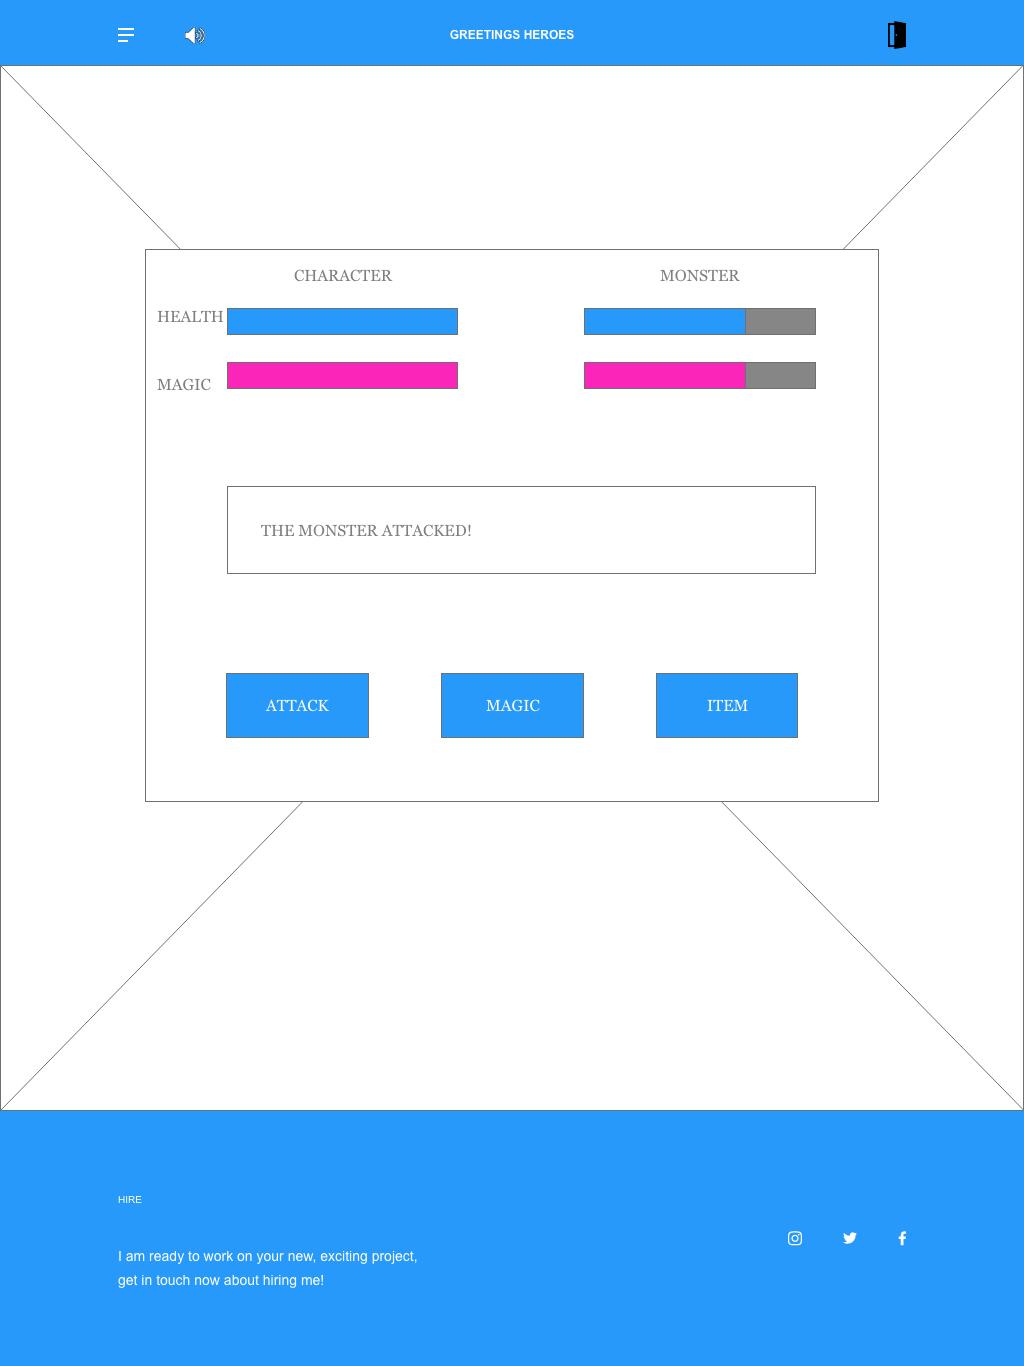 GREETINGS HEROES
CHARACTER
MONSTER
HEALTH
MAGIC
THE MONSTER ATTACKED!
ATTACK
MAGIC
ITEM
HIRE
I am ready to work on your new, exciting project,
get in touch now about hiring me!